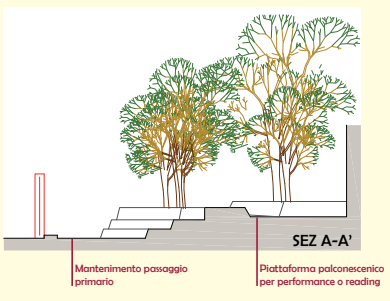 SEZ A-A'
Mantenimento passaggio
primario
Piattaforma palconescenico
per performance o reading